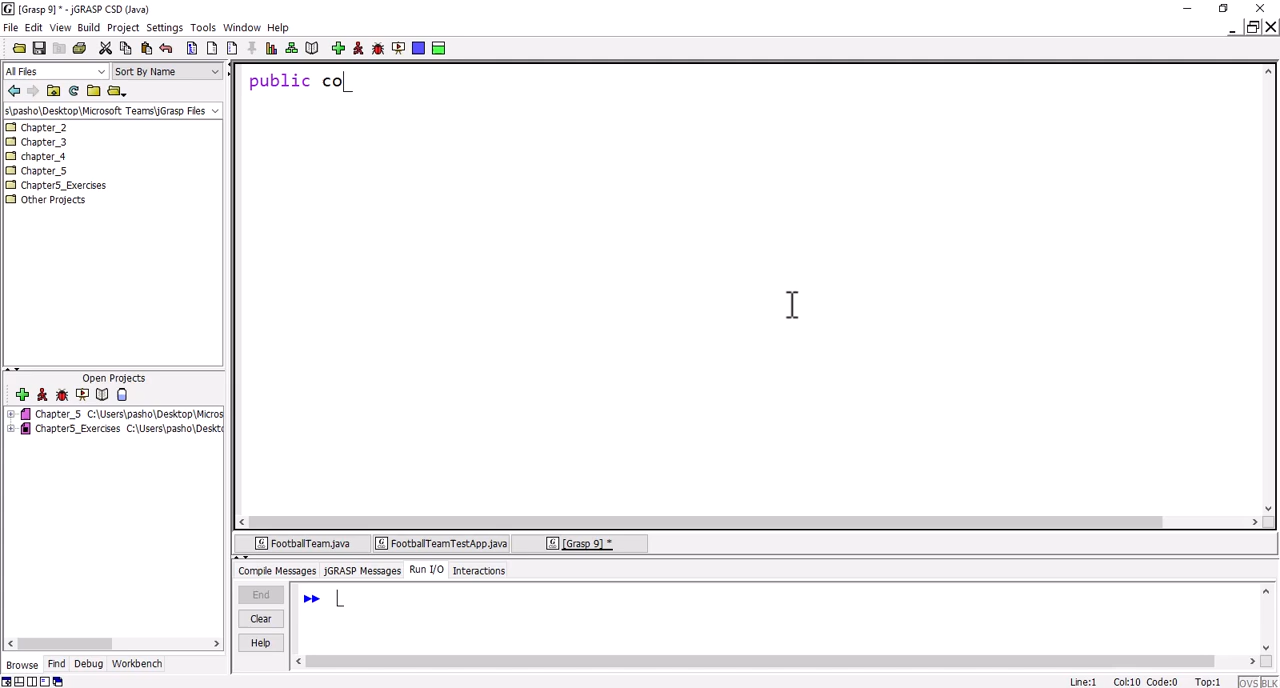 [Grasp 9] * - jGRASP CSD (Java)
File Edit View Build Project Settings Tools Window Help
All Files Sort By Name
s\pasho\Desktop\Microsoft Teams\jGrasp Files
Chapter_2
Chapter_3
chapter_4
Chapter_5
Chapter5_Exercises
Other Projects
Open Projects
Chapter_5 C:\Users\pasho\Desktop\Micros
Chapter5_Exercises C:\Users\pasho\Deskto
Browse Find Debug Workbench
public co
FootballTeam.java FootballTeamTestApp.java [Grasp 9] *
Compile Messages jGRASP Messages Run I/O Interactions
End
Clear
Help
Line:1 Col:10 Code:0 Top:1 OVS BLK